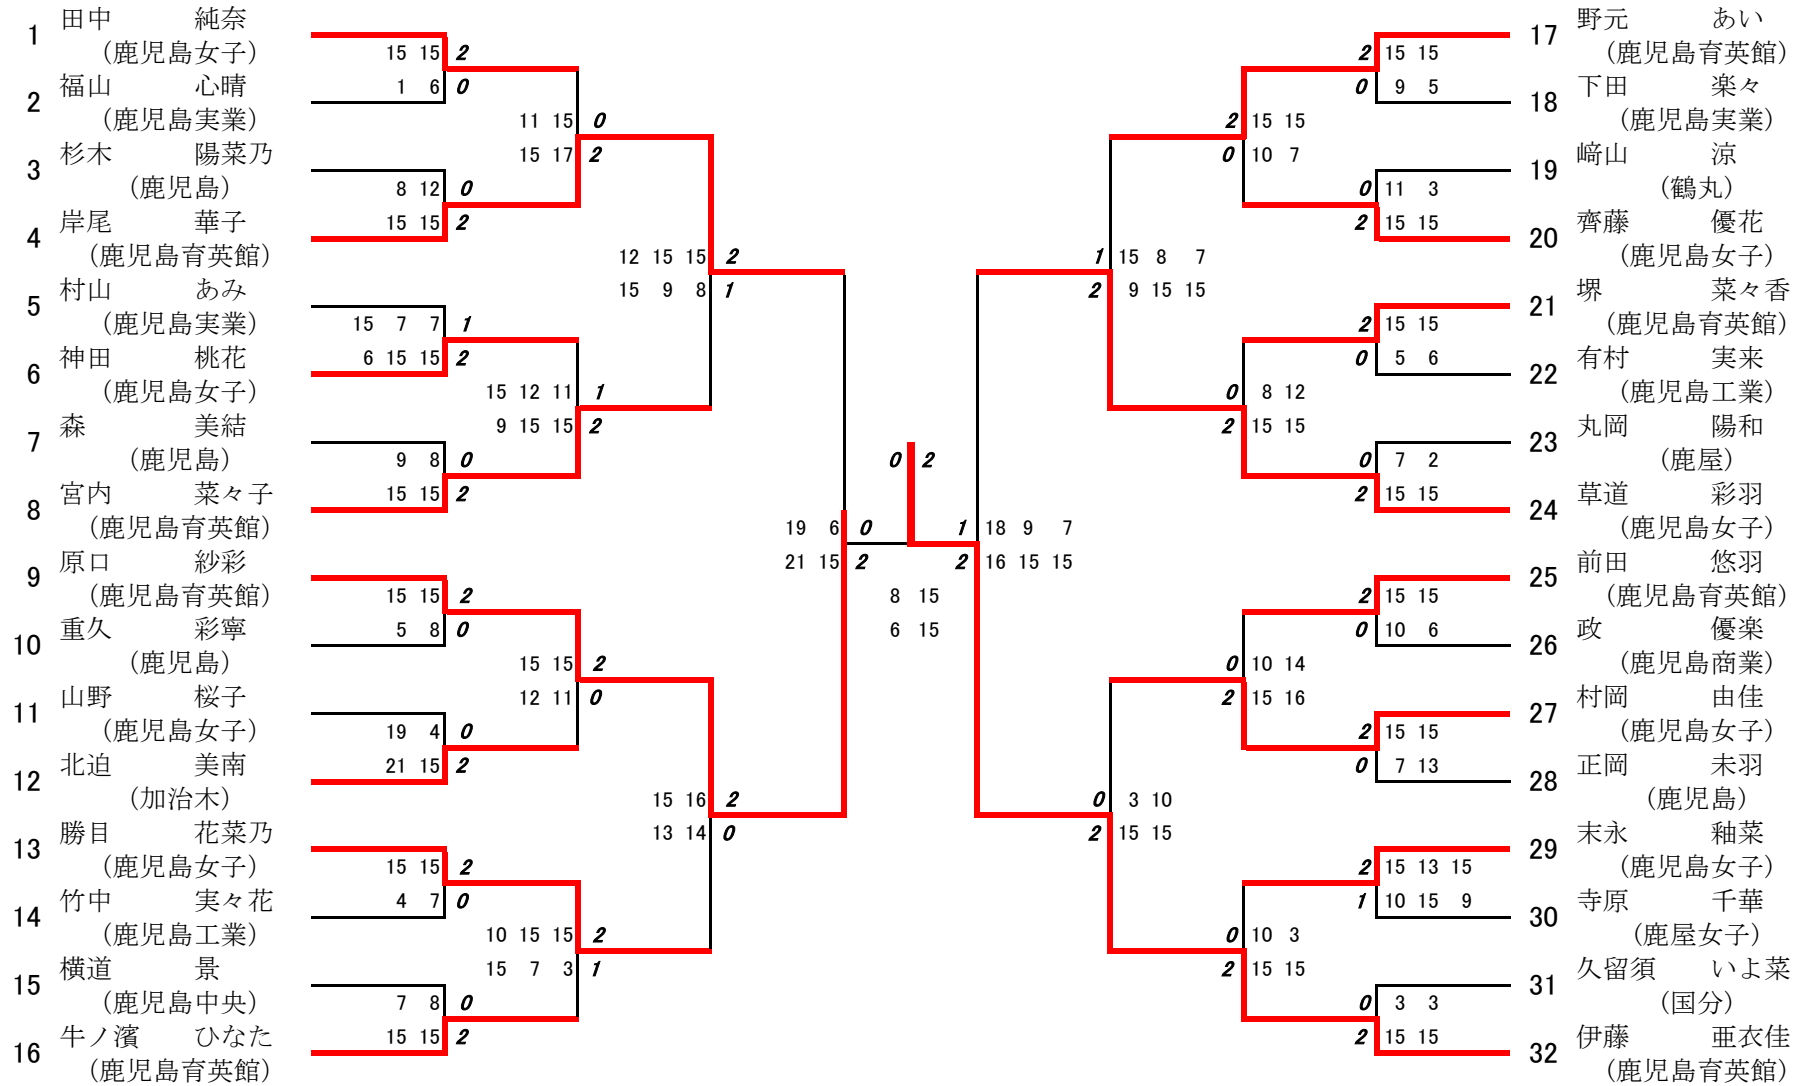 1 田中 純奈
(鹿児島女子)
15 15 2
2 福山 心晴
(鹿児島実業)
1 6 0
11 15 0
15 17 2
3 杉木 陽菜乃
(鹿児島)
8 12 0
4 岸尾 華子
(鹿児島育英館)
15 15 2
12 15 15 2
15 9 8 1
5 村山 あみ
(鹿児島実業)
15 7 7 1
6 神田 桃花
(鹿児島女子)
6 15 15 2
15 12 11 1
9 15 15 2
7 森 美結
(鹿児島)
9 8 0
8 宮内 菜々子
(鹿児島育英館)
15 15 2
19 6 0
21 15 2
9 原口 紗彩
(鹿児島育英館)
15 15 2
10 重久 彩寧
(鹿児島)
5 8 0
15 15 2
12 11 0
11 山野 桜子
(鹿児島女子)
19 4 0
12 北迫 美南
(加治木)
21 15 2
15 16 2
13 14 0
13 勝目 花菜乃
(鹿児島女子)
15 15 2
14 竹中 実々花
(鹿児島工業)
4 7 0
10 15 15 2
15 7 3 1
15 横道 景
(鹿児島中央)
7 8 0
16 牛ノ濱 ひなた
(鹿児島育英館)
15 15 2
0 2
8 15
6 15
17 野元 あい
(鹿児島育英館)
2 15 15
18 下田 楽々
(鹿児島実業)
0 9 5
2 15 15
0 10 7
19 﨑山 涼
(鶴丸)
0 11 3
20 齊藤 優花
(鹿児島女子)
2 15 15
1 15 8 7
2 9 15 15
21 堺 菜々香
(鹿児島育英館)
2 15 15
22 有村 実来
(鹿児島工業)
0 5 6
0 8 12
2 15 15
23 丸岡 陽和
(鹿屋)
0 7 2
24 草道 彩羽
(鹿児島女子)
2 15 15
1 18 9 7
2 16 15 15
25 前田 悠羽
(鹿児島育英館)
2 15 15
26 政 優楽
(鹿児島商業)
0 10 6
0 10 14
2 15 16
27 村岡 由佳
(鹿児島女子)
2 15 15
28 正岡 未羽
(鹿児島)
0 7 13
0 3 10
2 15 15
29 末永 釉菜
(鹿児島女子)
2 15 13 15
30 寺原 千華
(鹿屋女子)
1 10 15 9
0 10 3
2 15 15
31 久留須 いよ菜
(国分)
0 3 3
32 伊藤 亜衣佳
(鹿児島育英館)
2 15 15